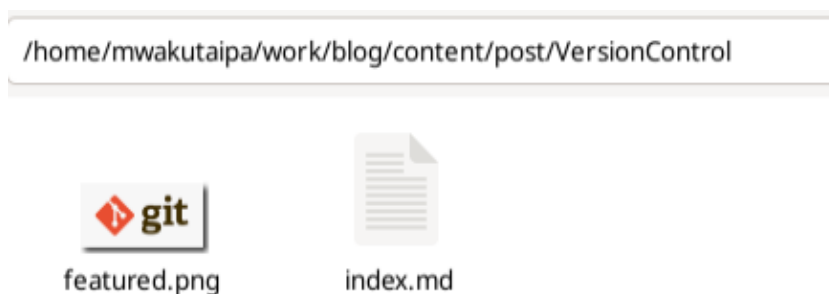 /home/mwakutaipa/work/blog/content/post/VersionControl
git
featured.png index.md